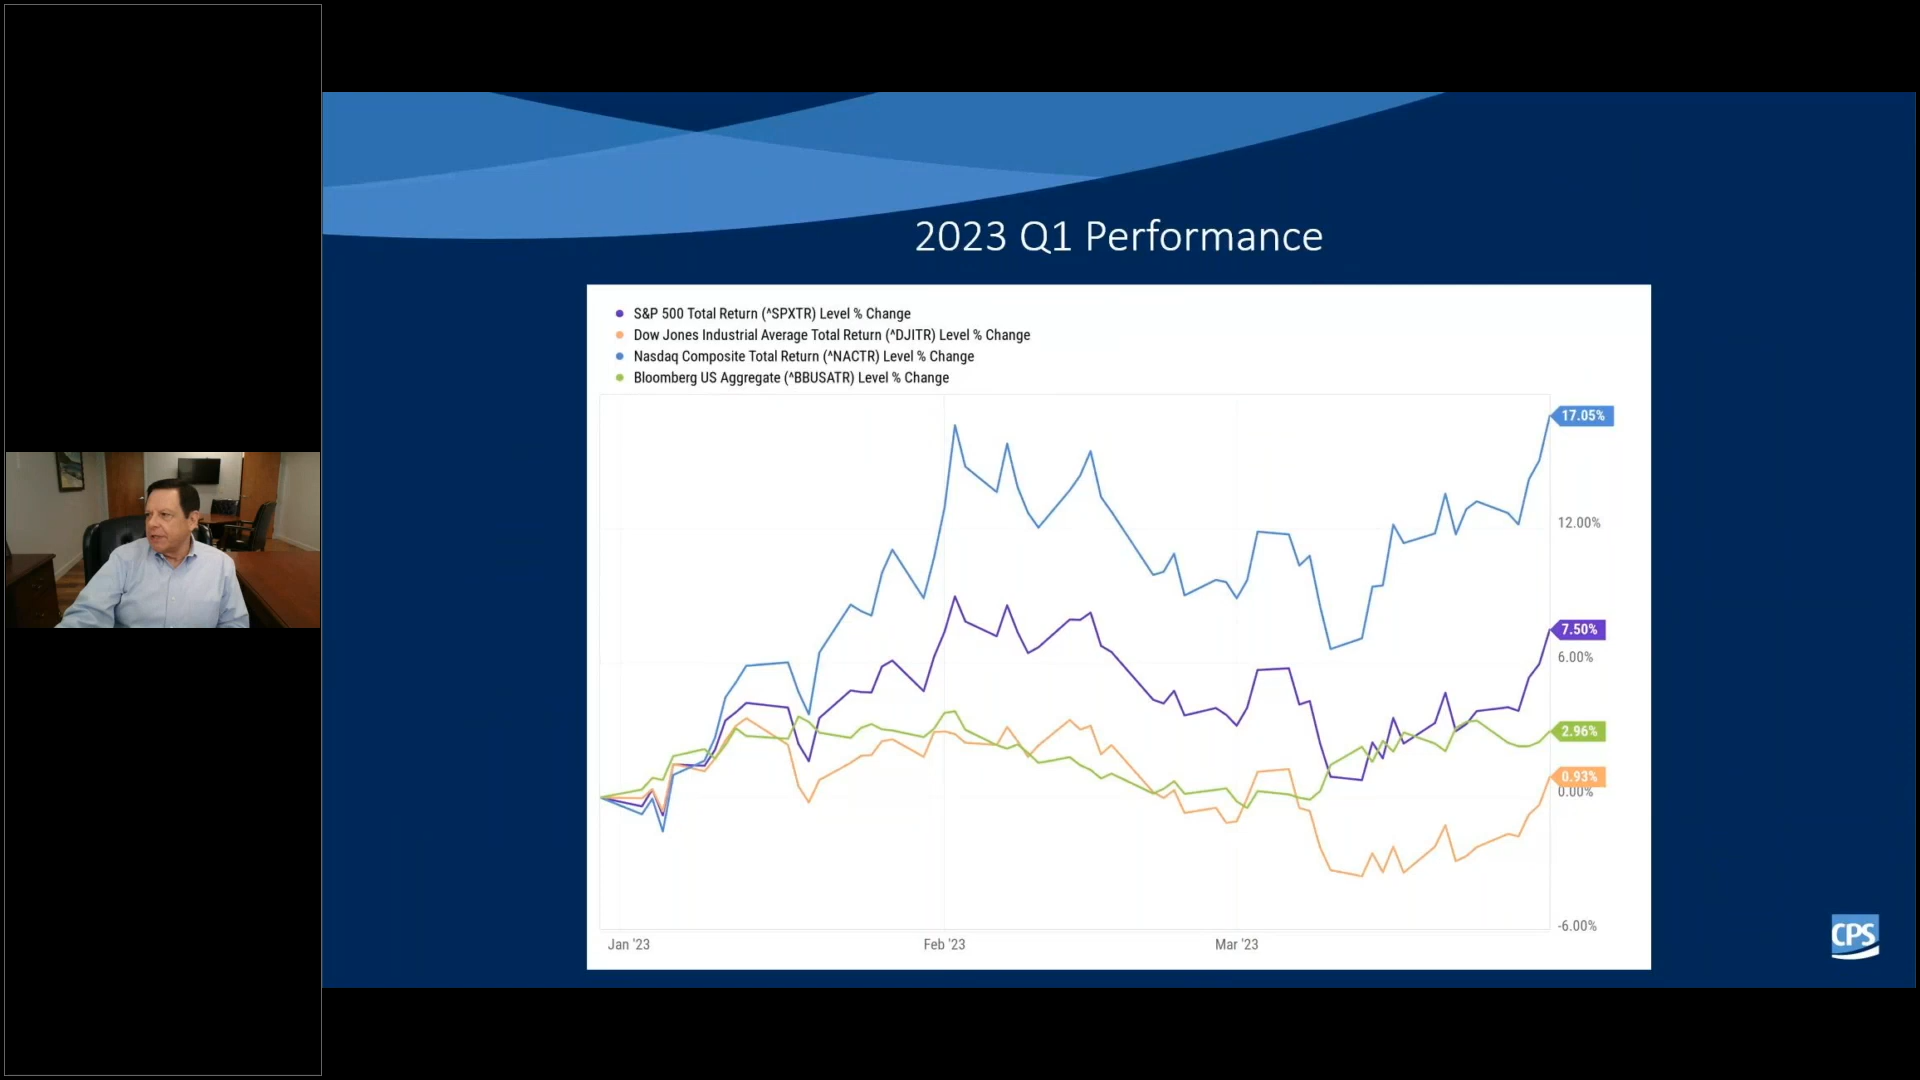 2023 Q1 Performance
S&P 500 Total Return (^SPXTR) Level % Change
Dow Jones Industrial Average Total Return (^DJITR) Level % Change
Nasdaq Composite Total Return (^NACTR) Level % Change
Bloomberg US Aggregate (^BBUSATR) Level % Change
17.05%
12.00%
7.50%
6.00%
2.96%
0.93%
0.00%
-6.00%
Jan '23 Feb '23 Mar '23
CPS